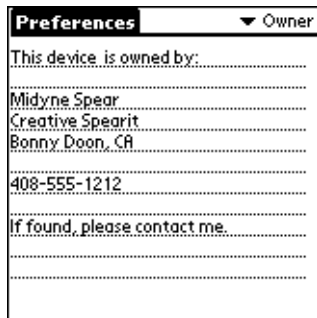 Preferences
Owner
This device is owned by:
Midyne Spear
Creative Spearit
Bonny Doon, CA
408-555-1212
If found, please contact me.